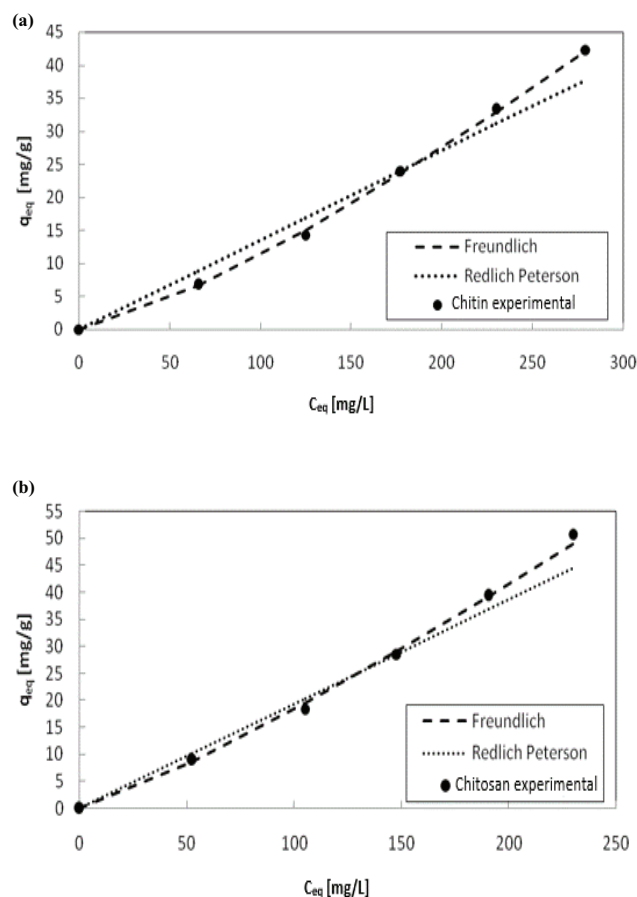 (a)
45
40
35
30
25
20
15
10
5
0
qeq [mg/g]
Freundlich
Redlich Peterson
Chitin experimental
0 50 100 150 200 250 300
Ceq [mg/L]
(b)
55
50
45
40
35
30
25
20
15
10
5
0
qeq [mg/g]
Freundlich
Redlich Peterson
Chitosan experimental
0 50 100 150 200 250
Ceq [mg/L]